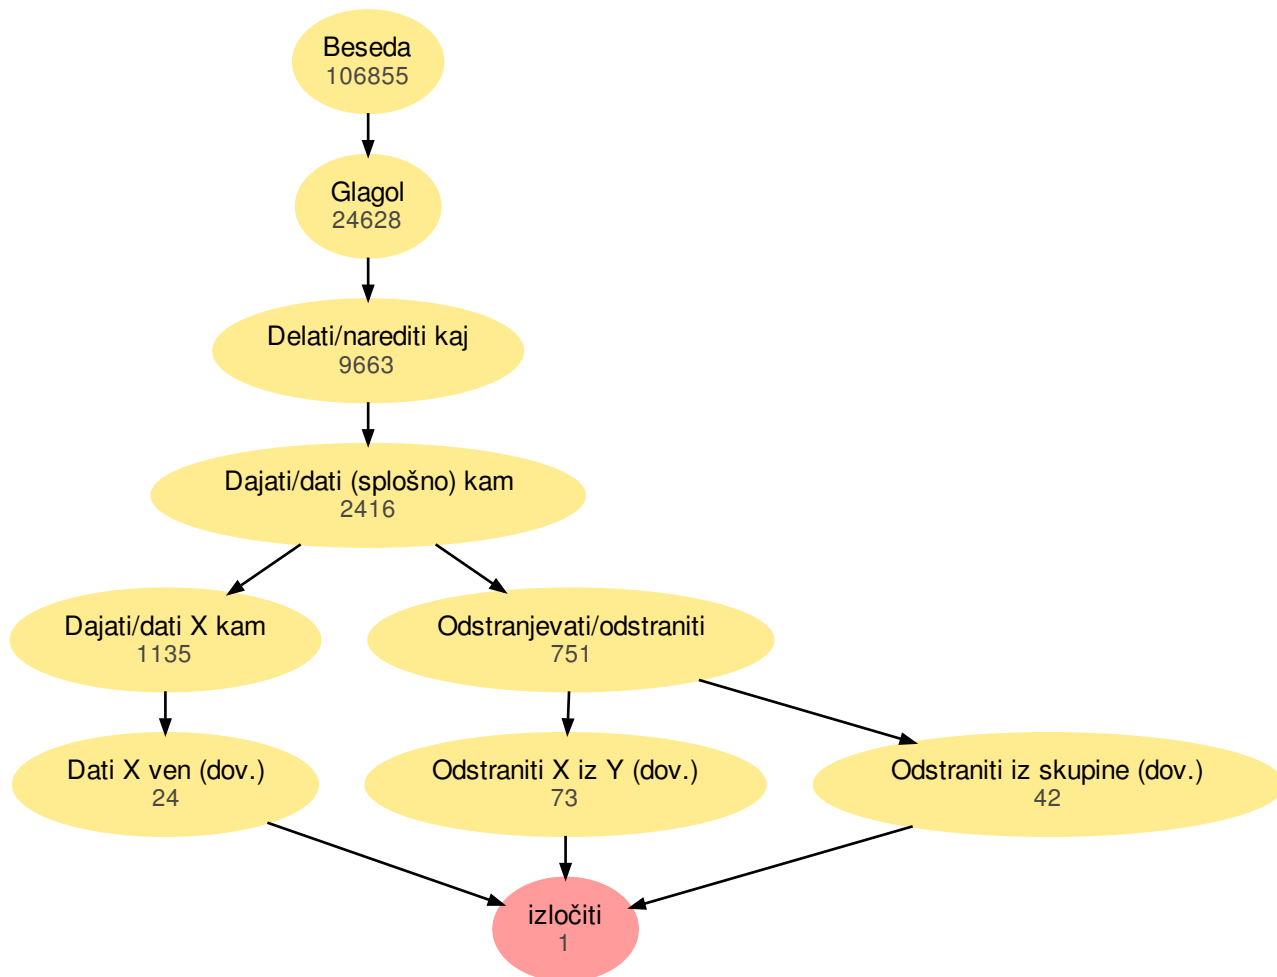 Beseda
106855
Glagol
24628
Delati/narediti kaj
9663
Dajati/dati (splošno) kam
2416
Dajati/dati X kam
1135
Odstranjevati/odstraniti
751
Dati X ven (dov.)
24
Odstraniti X iz Y (dov.)
73
Odstraniti iz skupine (dov.)
42
izločiti
1